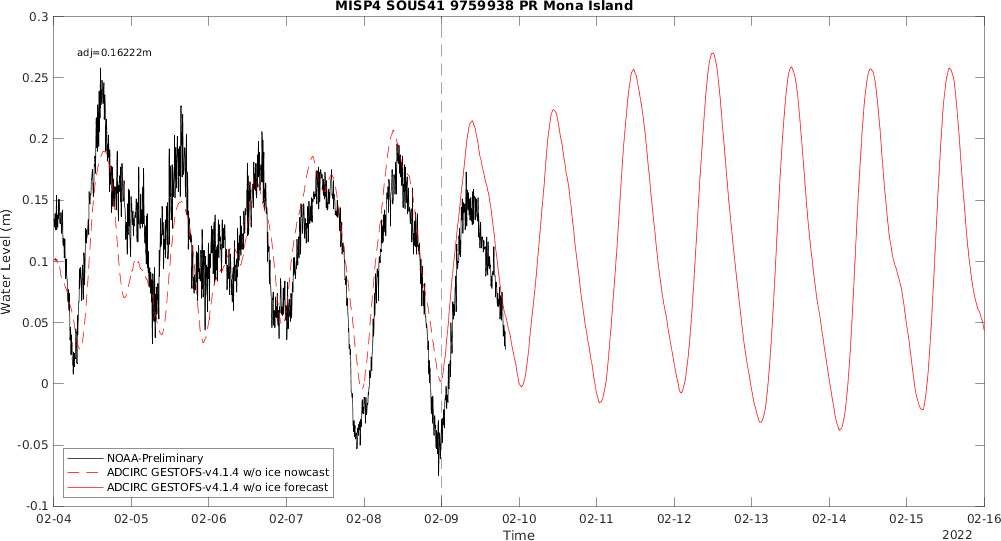 MISP4 SOUS41 9759938 PR Mona Island
adj=0.16222m
0.3
0.25
0.2
0.15
0.1
0.05
0
-0.05
-0.1
Water Level (m)
NOAA-Preliminary
ADCIRC GESTOFS-v4.1.4 w/o ice nowcast
ADCIRC GESTOFS-v4.1.4 w/o ice forecast
02-04 02-05 02-06 02-07 02-08 02-09 02-10 02-11 02-12 02-13 02-14 02-15 02-16
Time
2022